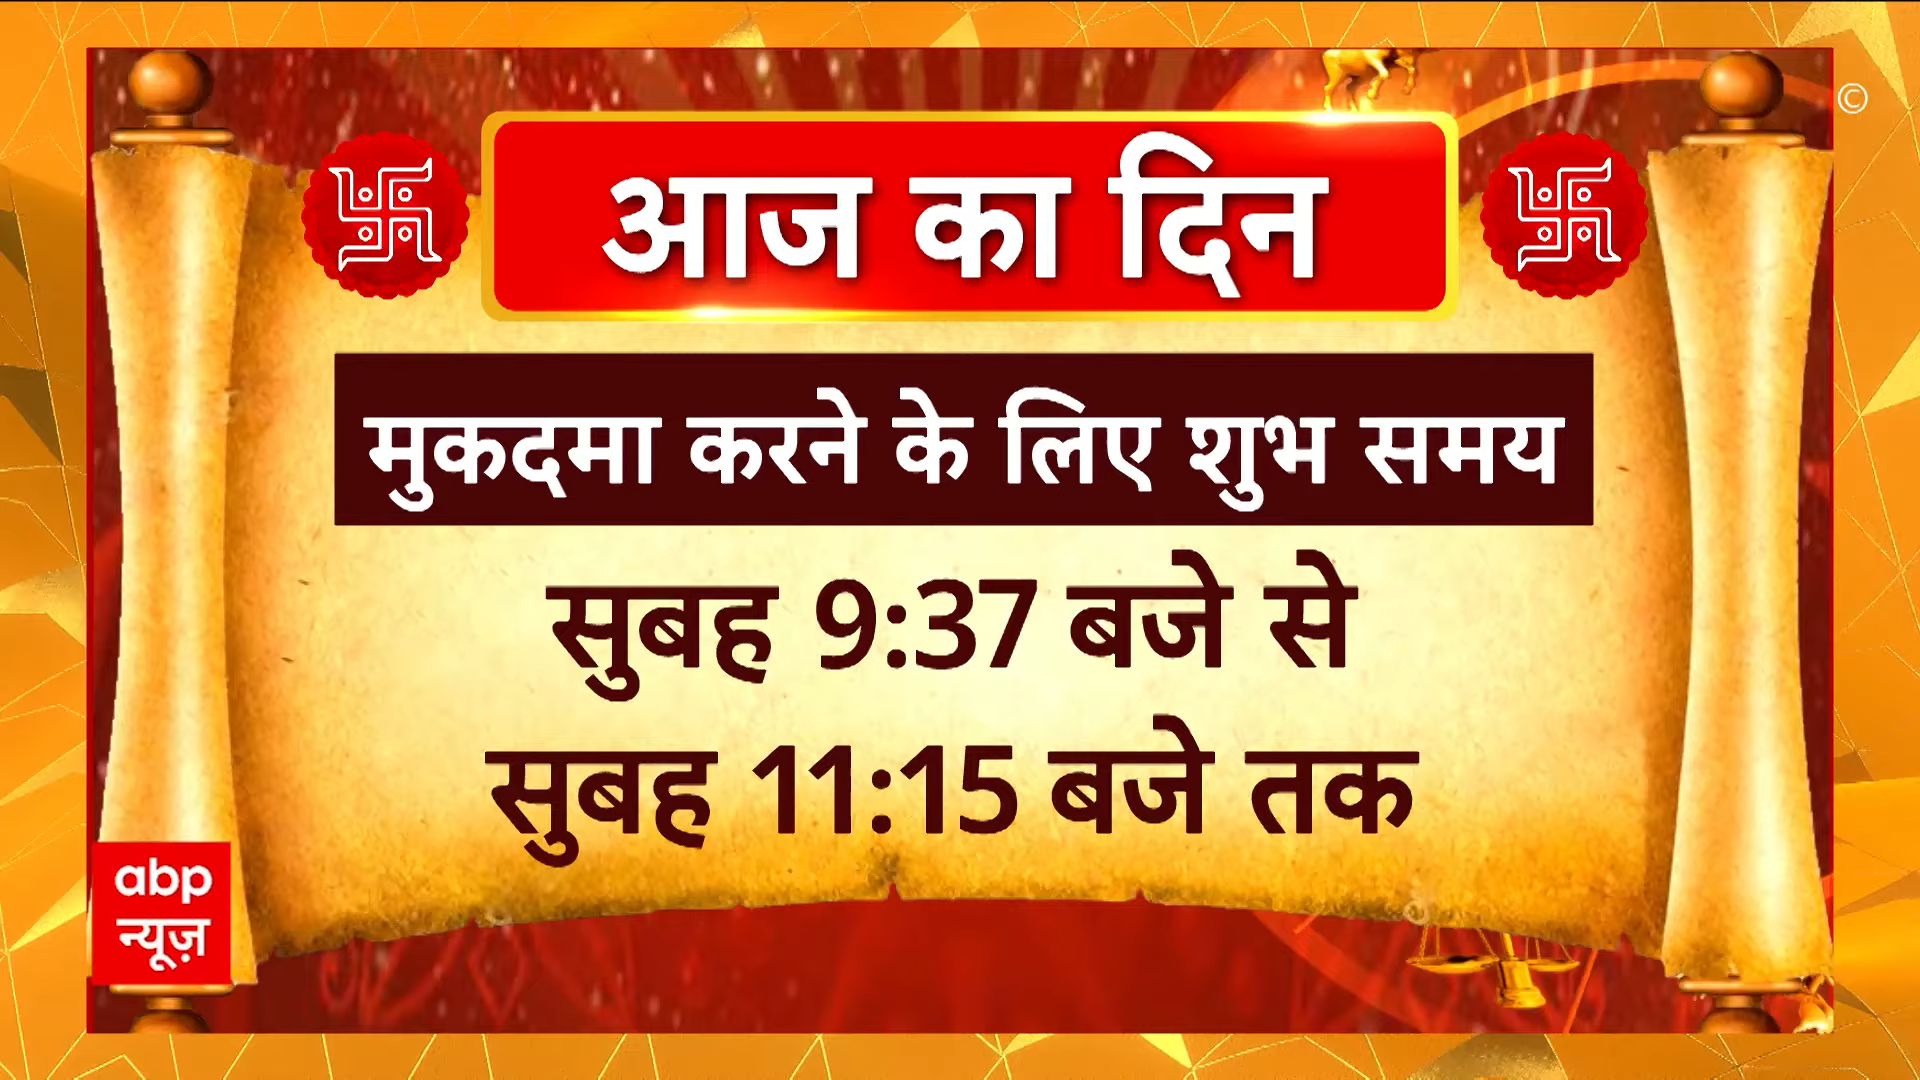 ©
आज का दिन
मुकदमा करने के लिए शुभ समय
सुबह 9:37 बजे से
सुबह 11:15 बजे तक
abp
न्यूज़